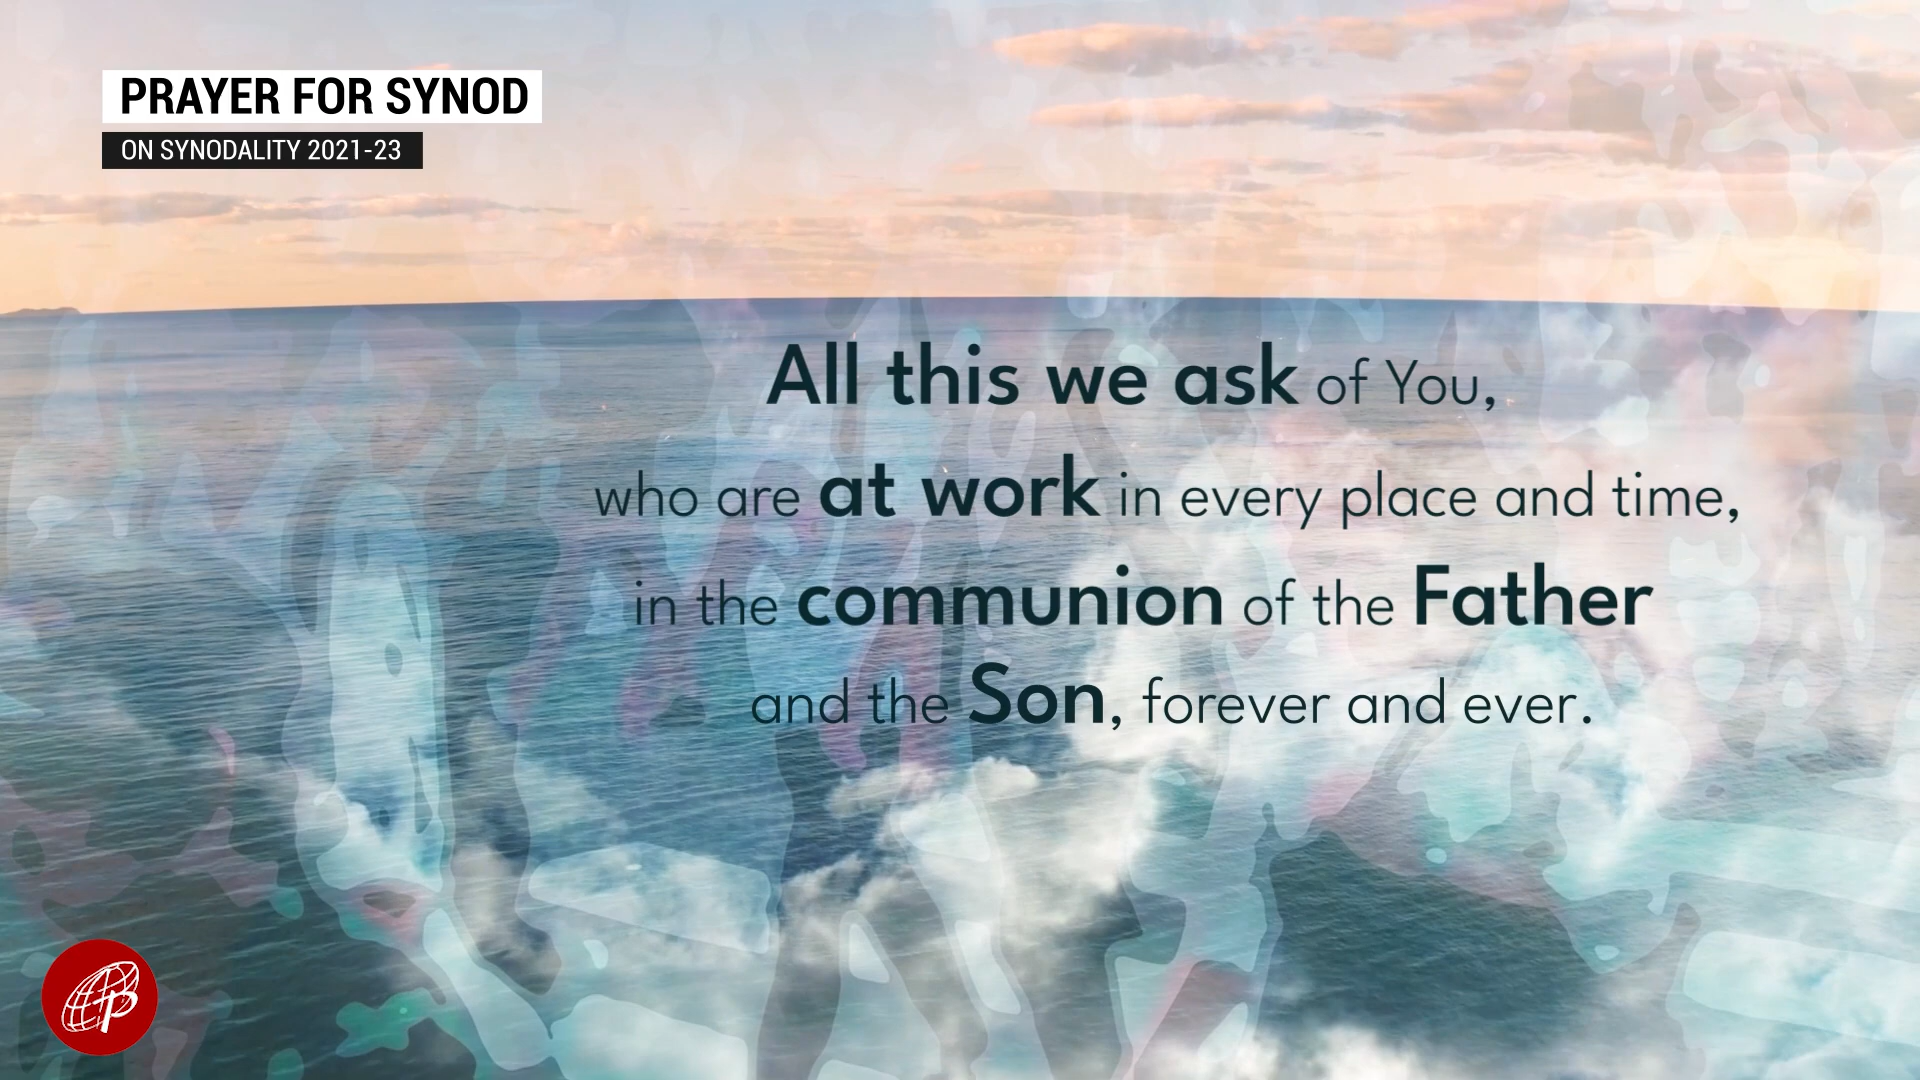 PRAYER FOR SYNOD
ON SYNODALITY 2021-23
All this we ask of You,
who are at work in every place and time,
in the communion of the Father
and the Son, forever and ever.